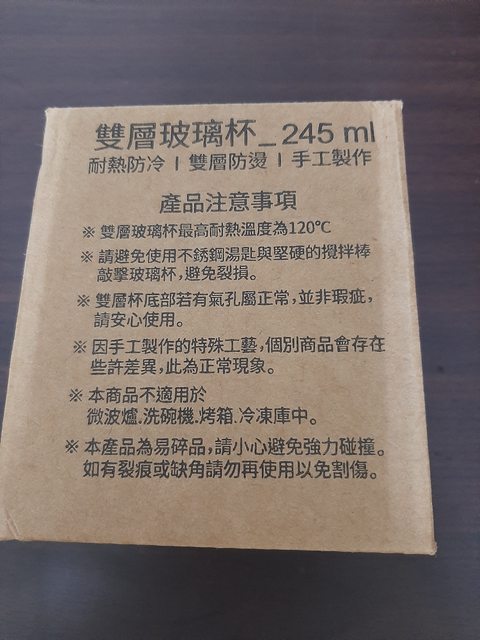 雙層玻璃杯_245 ml
耐熱防冷 | 雙層防燙 | 手工製作
產品注意事項
※ 雙層玻璃杯最高耐熱溫度為120℃
※ 請避免使用不銹鋼湯匙與堅硬的攪拌棒
敲擊玻璃杯,避免裂損。
※ 雙層杯底部若有氣孔屬正常,並非瑕疵,
請安心使用。
※ 因手工製作的特殊工藝,個別商品會存在
些許差異,此為正常現象。
※ 本商品不適用於
微波爐.洗碗機.烤箱.冷凍庫中。
※ 本產品為易碎品,請小心避免強力碰撞。
如有裂痕或缺角請勿再使用以免割傷。